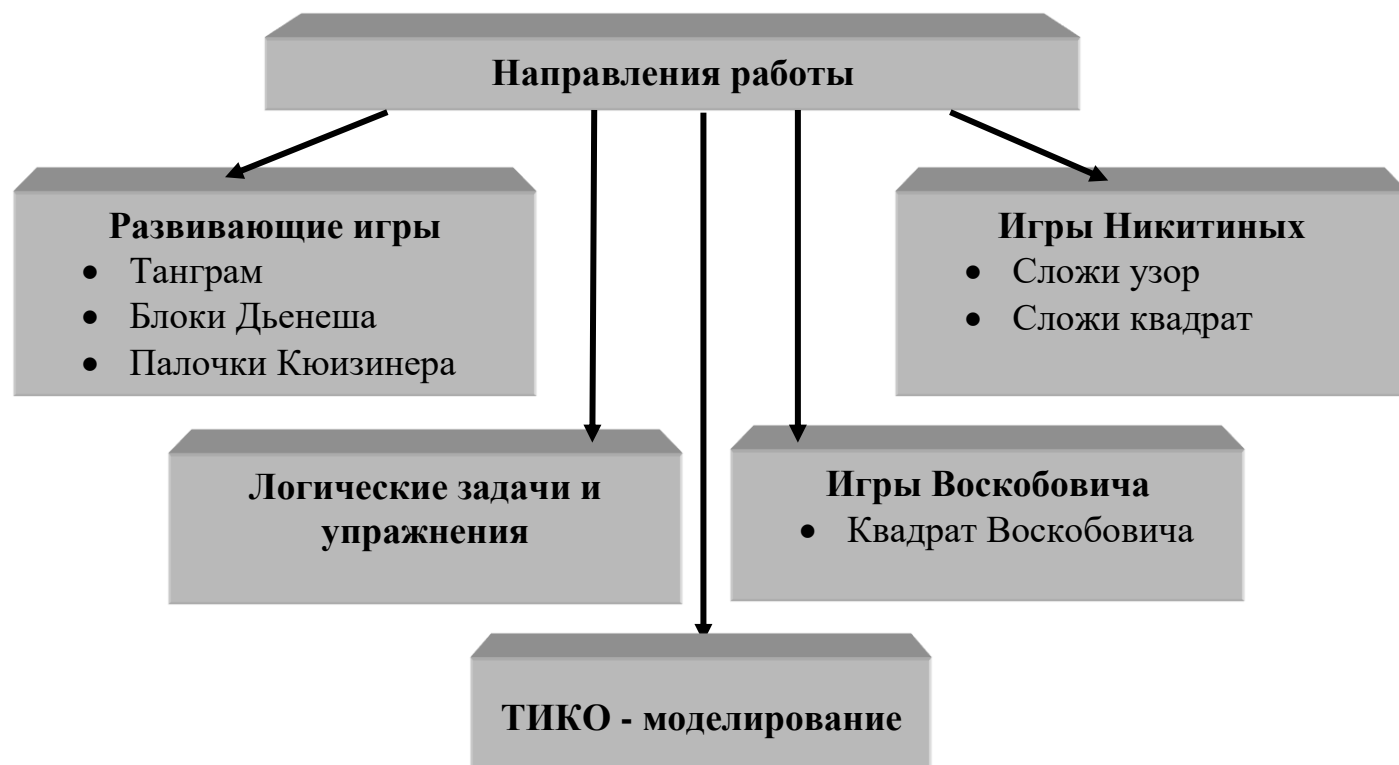 Направления работы
Развивающие игры
• Танграм
• Блоки Дьенеша
• Палочки Кюизинера
Игры Никитиных
• Сложи узор
• Сложи квадрат
Логические задачи и
упражнения
Игры Воскобовича
• Квадрат Воскобовича
ТИКО - моделирование